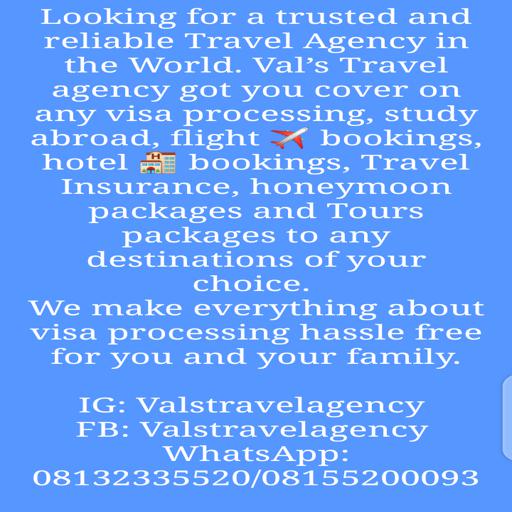 Looking for a trusted and
reliable Travel Agency in
the World. Val’s Travel
agency got you cover on
any visa processing, study
abroad, flight ✈️ bookings,
hotel 🏨 bookings, Travel
Insurance, honeymoon
packages and Tours
packages to any
destinations of your
choice.
We make everything about
visa processing hassle free
for you and your family.
IG: Valstravelagency
FB: Valstravelagency
WhatsApp:
08132335520/08155200093